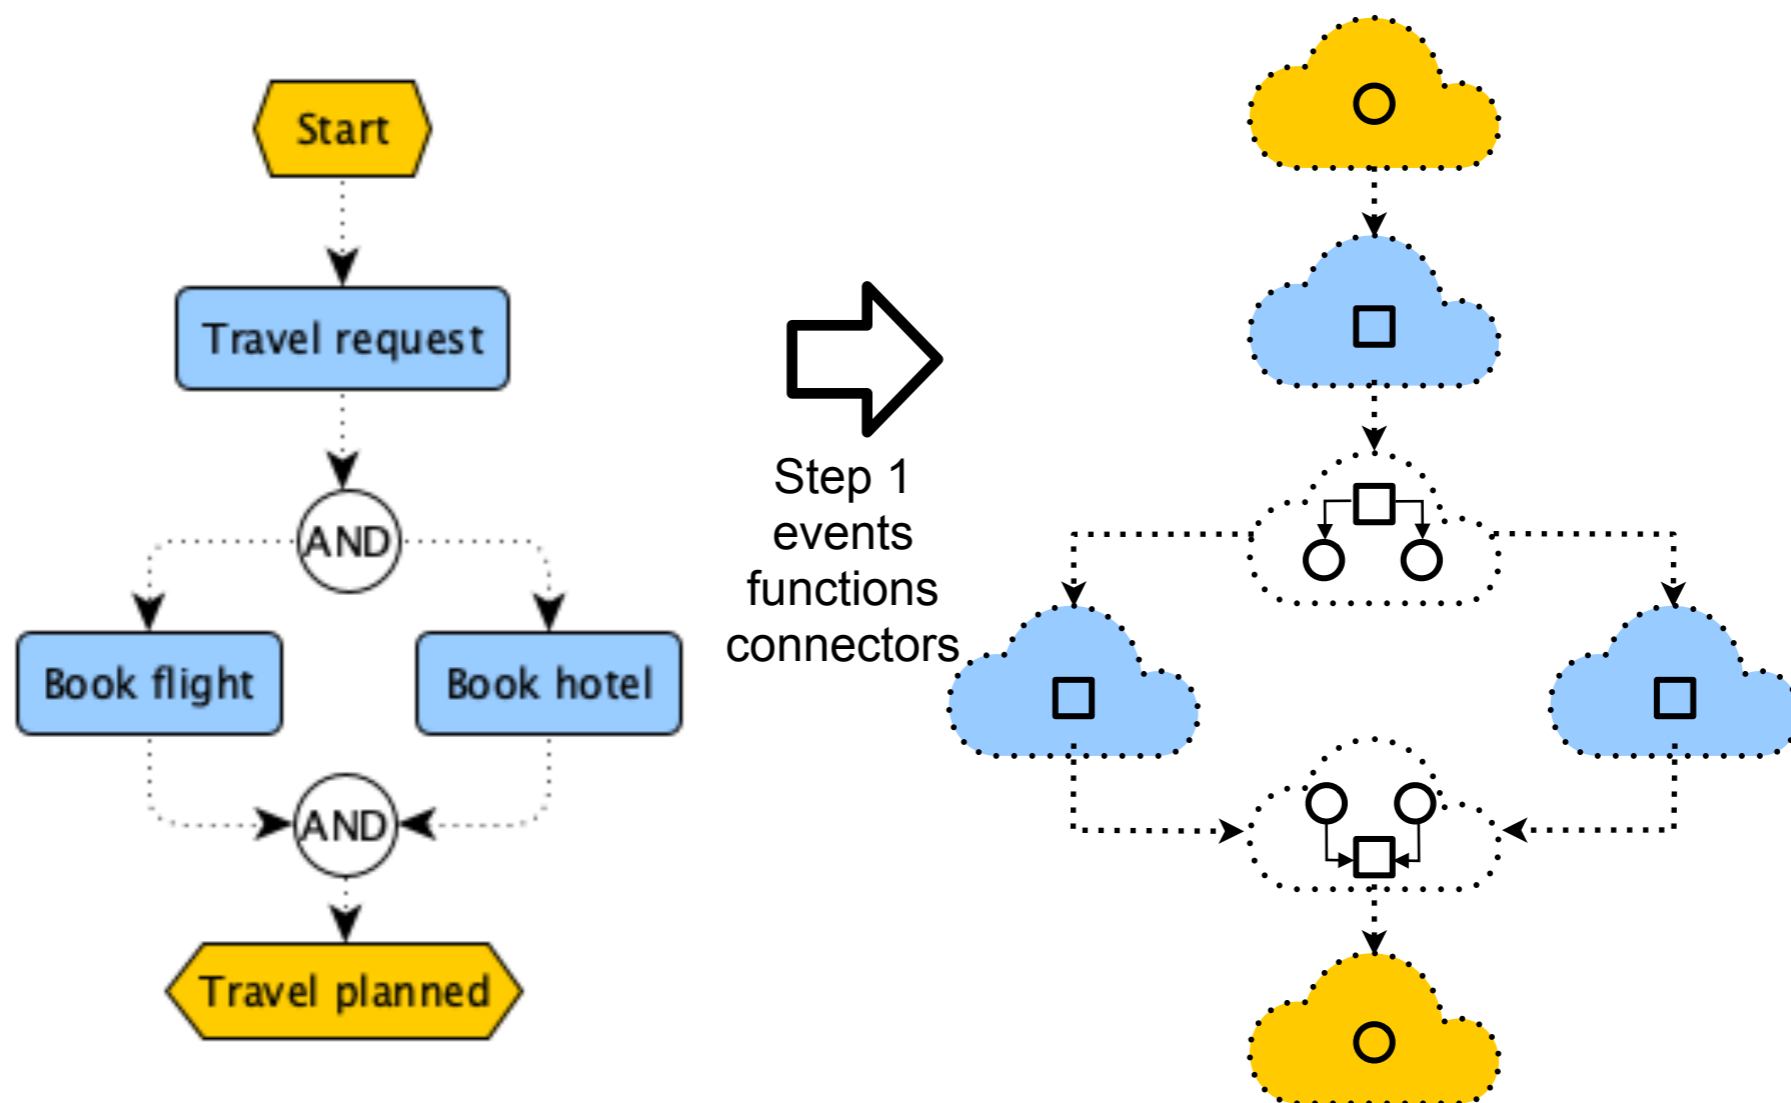 Start
Travel request
AND
Book flight
Book hotel
AND
Travel planned
Step 1
events
functions
connectors